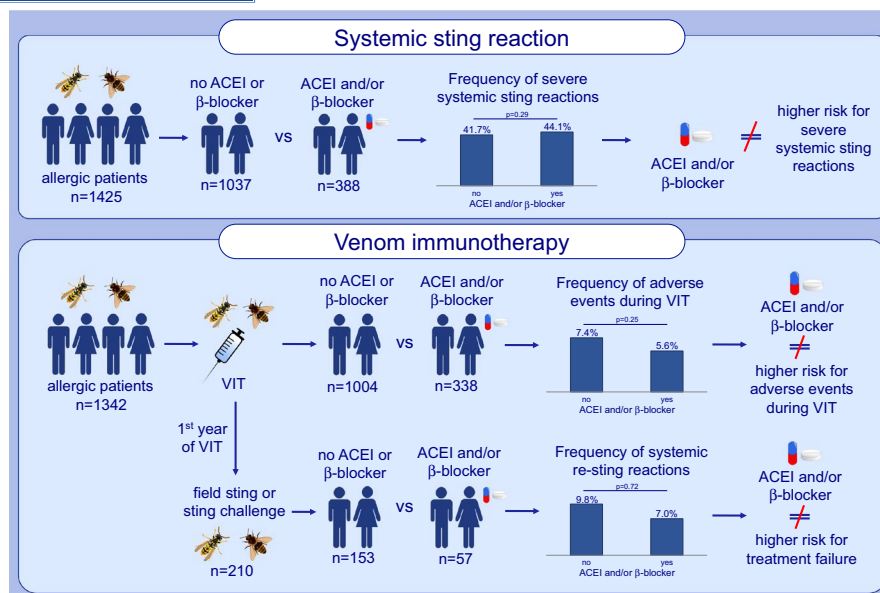 Systemic sting reaction
allergic patients
n=1425
no ACEI or
β-blocker
n=1037
vs
ACEI and/or
β-blocker
n=388
Frequency of severe
systemic sting reactions
p=0.29
41.7%
44.1%
no
yes
ACEI and/or β-blocker
ACEI and/or
β-blocker
≠
higher risk for
severe
systemic sting
reactions
Venom immunotherapy
allergic patients
n=1342
VIT
no ACEI or
β-blocker
n=1004
vs
ACEI and/or
β-blocker
n=338
Frequency of adverse
events during VIT
p=0.25
7.4%
5.6%
no
yes
ACEI and/or β-blocker
ACEI and/or
β-blocker
≠
higher risk for
adverse events
during VIT
1st year
of VIT
field sting or
sting challenge
n=210
no ACEI or
β-blocker
n=153
vs
ACEI and/or
β-blocker
n=57
Frequency of systemic
re-sting reactions
p=0.72
9.8%
7.0%
no
yes
ACEI and/or β-blocker
ACEI and/or
β-blocker
≠
higher risk for
treatment failure